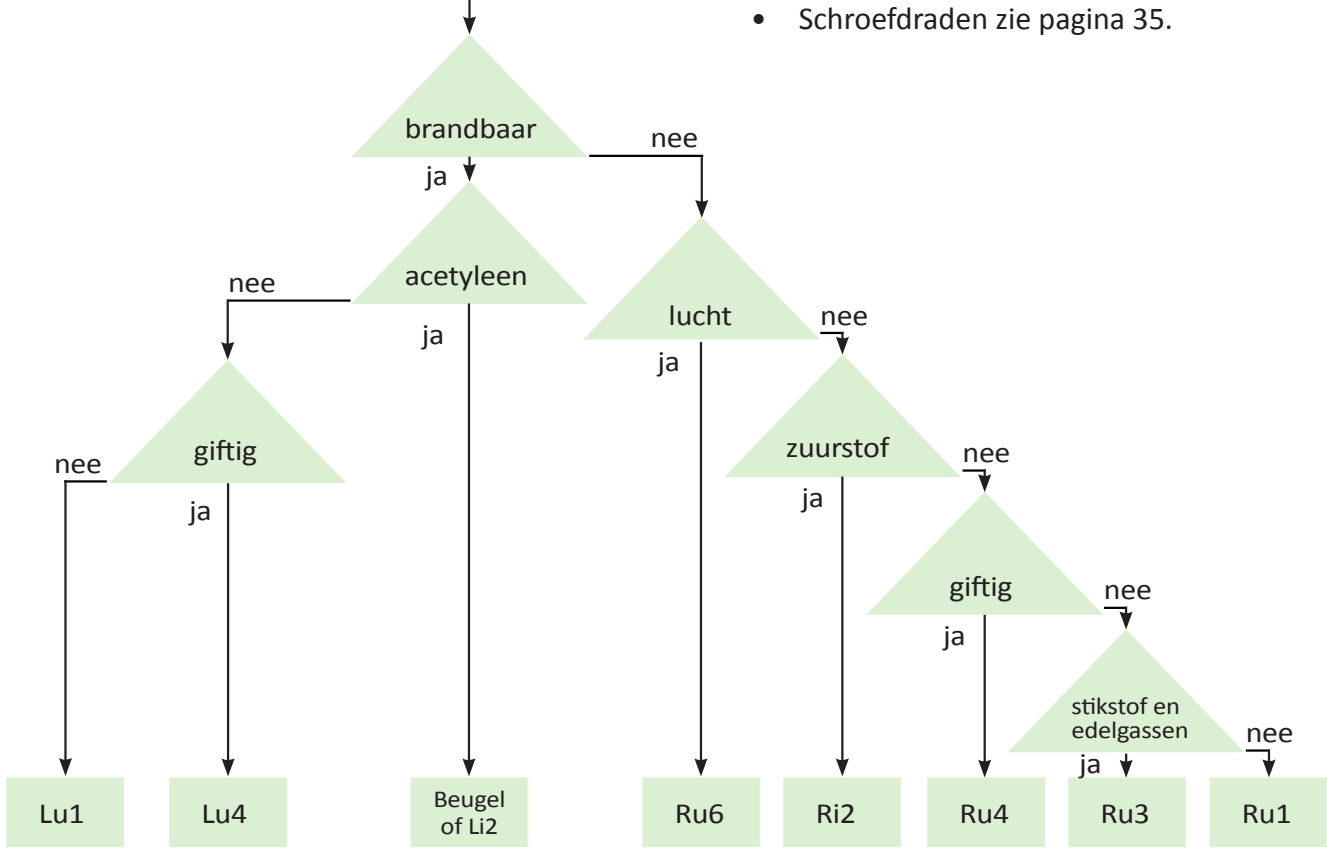 • Schroefdraden zie pagina 35.
brandbaar
nee
ja
acetyleen
nee
ja
lucht
nee
ja
giftig
nee
ja
zuurstof
nee
ja
giftig
nee
ja
stikstof en
edelgassen
nee
ja
Lu1
Lu4
Beugel
of Li2
Ru6
Ri2
Ru4
Ru3
Ru1